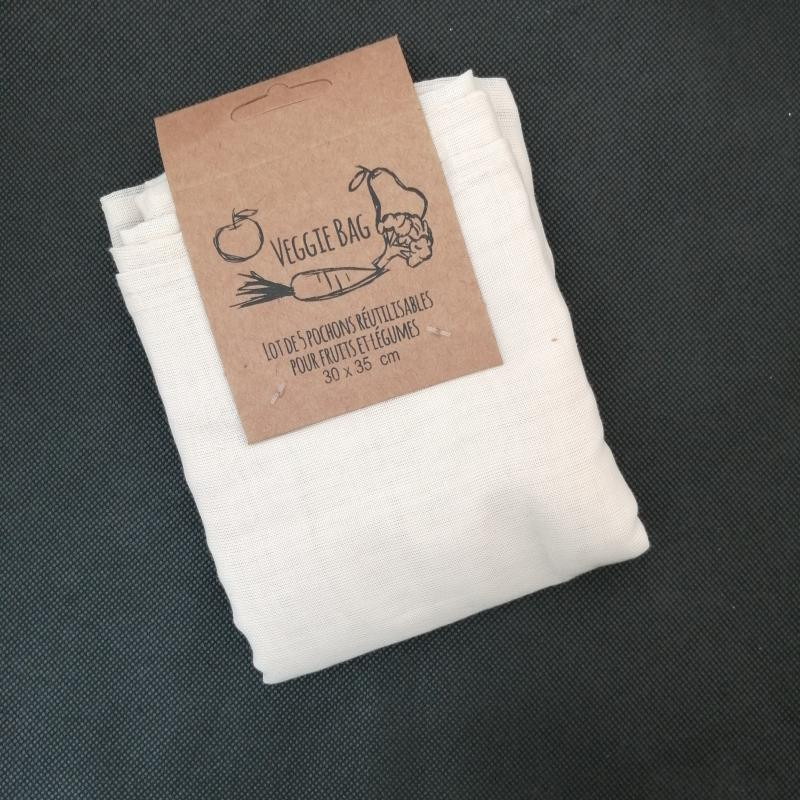 VEGGIE BAG
LOT DE 5 POCHONS RÉUTILISABLES
POUR FRUITS ET LÉGUMES
30 x 35 cm